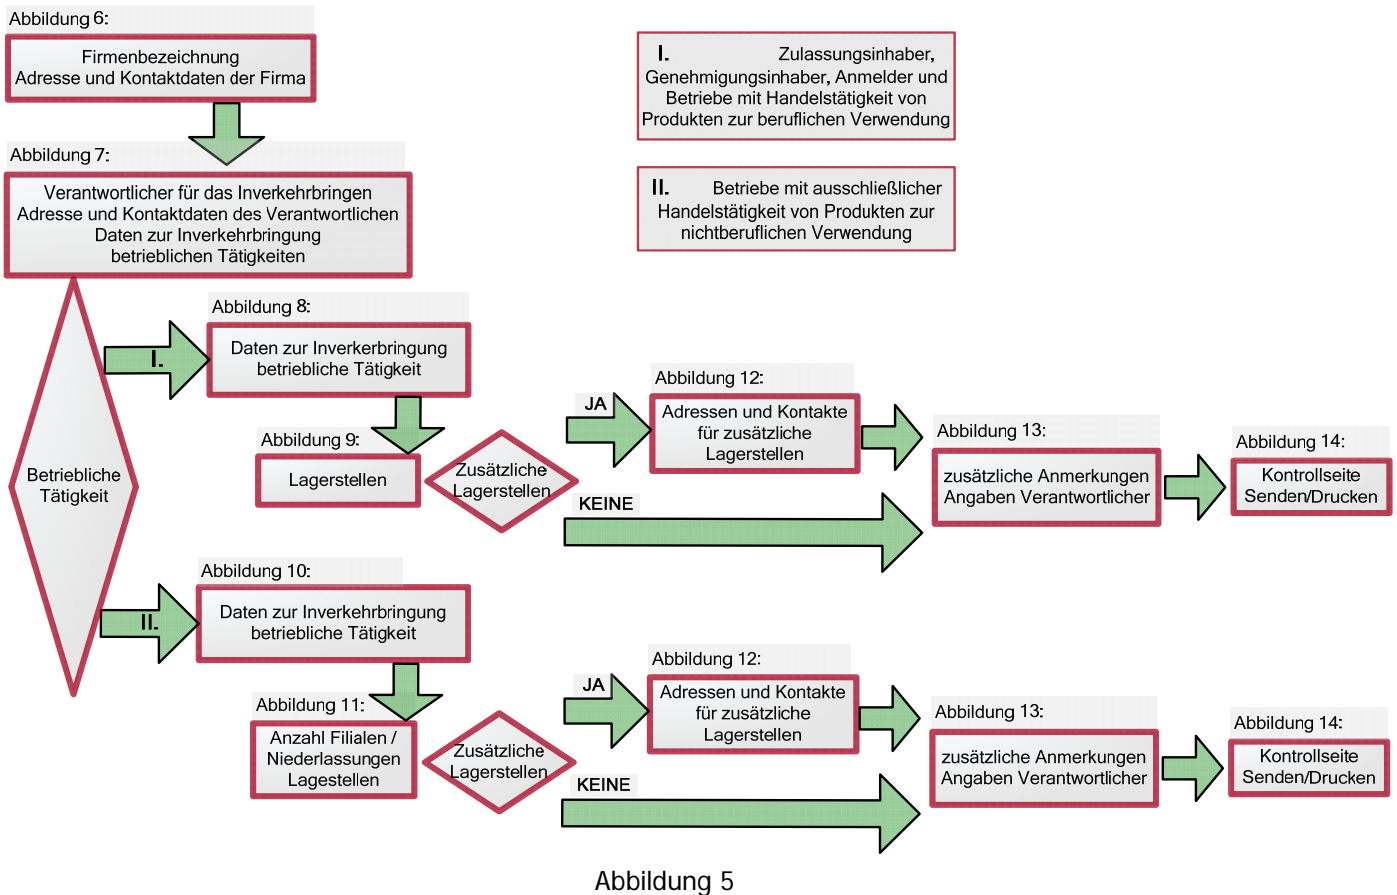 Abbildung 6:
Firmenbezeichnung
Adresse und Kontaktdaten der Firma
I. Zulassungsinhaber,
Genehmigungsinhaber, Anmelder und
Betriebe mit Handelstätigkeit von
Produkten zur beruflichen Verwendung
Abbildung 7:
Verantwortlicher für das Inverkehrbringen
Adresse und Kontaktdaten des Verantwortlichen
Daten zur Inverkehrbringung
betrieblichen Tätigkeiten
II. Betriebe mit ausschließlicher
Handelstätigkeit von Produkten zur
nichtberuflichen Verwendung
Betriebliche
Tätigkeit
I.
Abbildung 8:
Daten zur Inverkerbringung
betriebliche Tätigkeit
Abbildung 9:
Lagerstellen
Zusätzliche
Lagerstellen
JA
Abbildung 12:
Adressen und Kontakte
für zusätzliche
Lagerstellen
KEINE
Abbildung 13:
zusätzliche Anmerkungen
Angaben Verantwortlicher
Abbildung 14:
Kontrollseite
Senden/Drucken
II.
Abbildung 10:
Daten zur Inverkehrbringung
betriebliche Tätigkeit
Abbildung 11:
Anzahl Filialen /
Niederlassungen
Lagestellen
Zusätzliche
Lagerstellen
JA
Abbildung 12:
Adressen und Kontakte
für zusätzliche
Lagerstellen
KEINE
Abbildung 13:
zusätzliche Anmerkungen
Angaben Verantwortlicher
Abbildung 14:
Kontrollseite
Senden/Drucken
Abbildung 5